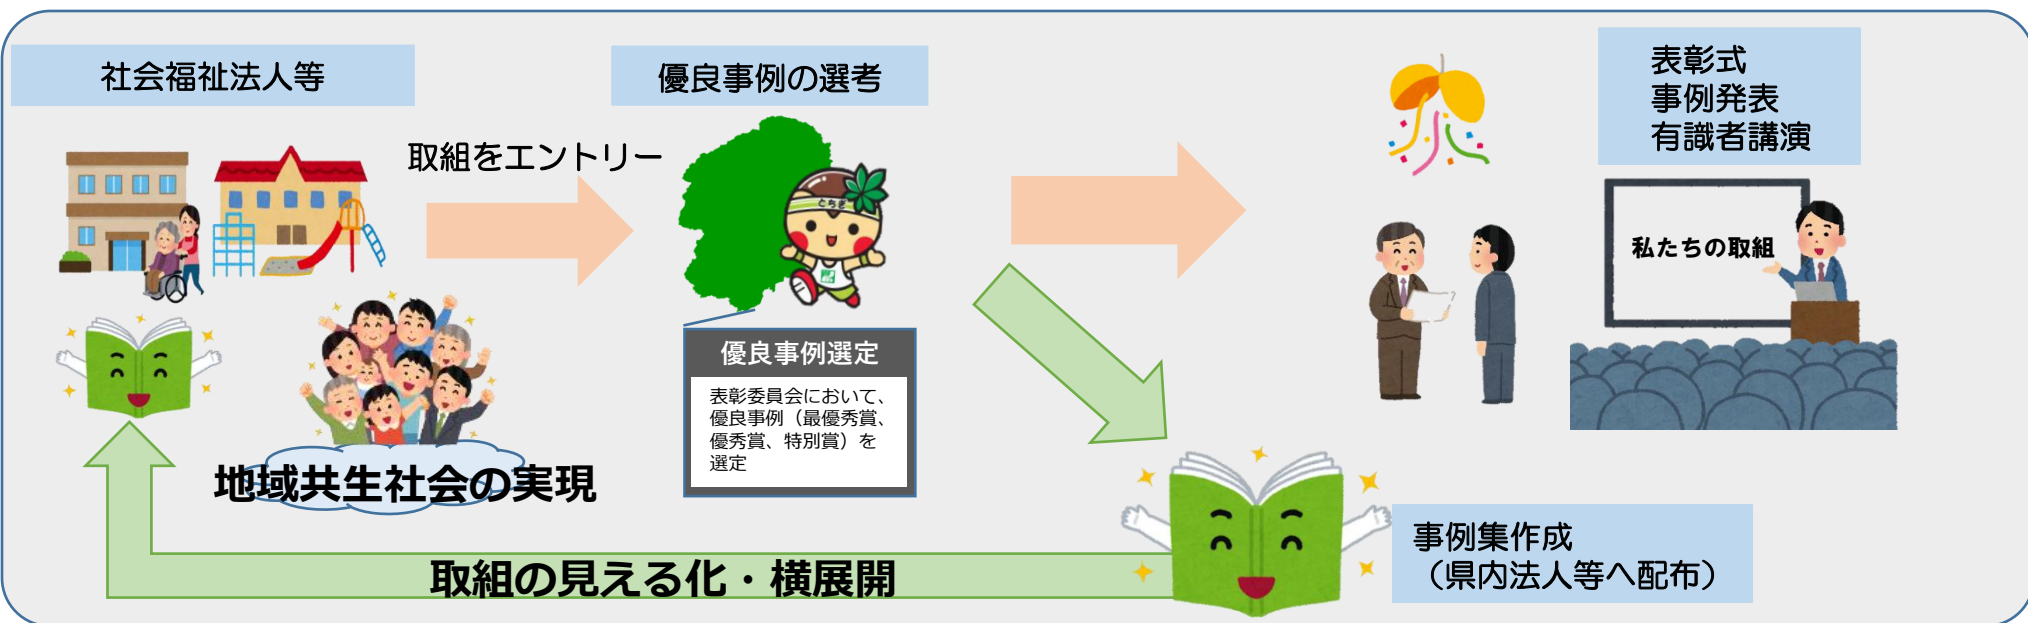 社会福祉法人等
優良事例の選考
表彰式
事例発表
有識者講演
取組をエントリー
とちぎ
私たちの取組
優良事例選定
表彰委員会において、
優良事例（最優秀賞、
優秀賞、特別賞）を
選定
地域共生社会の実現
事例集作成
（県内法人等へ配布）
取組の見える化・横展開